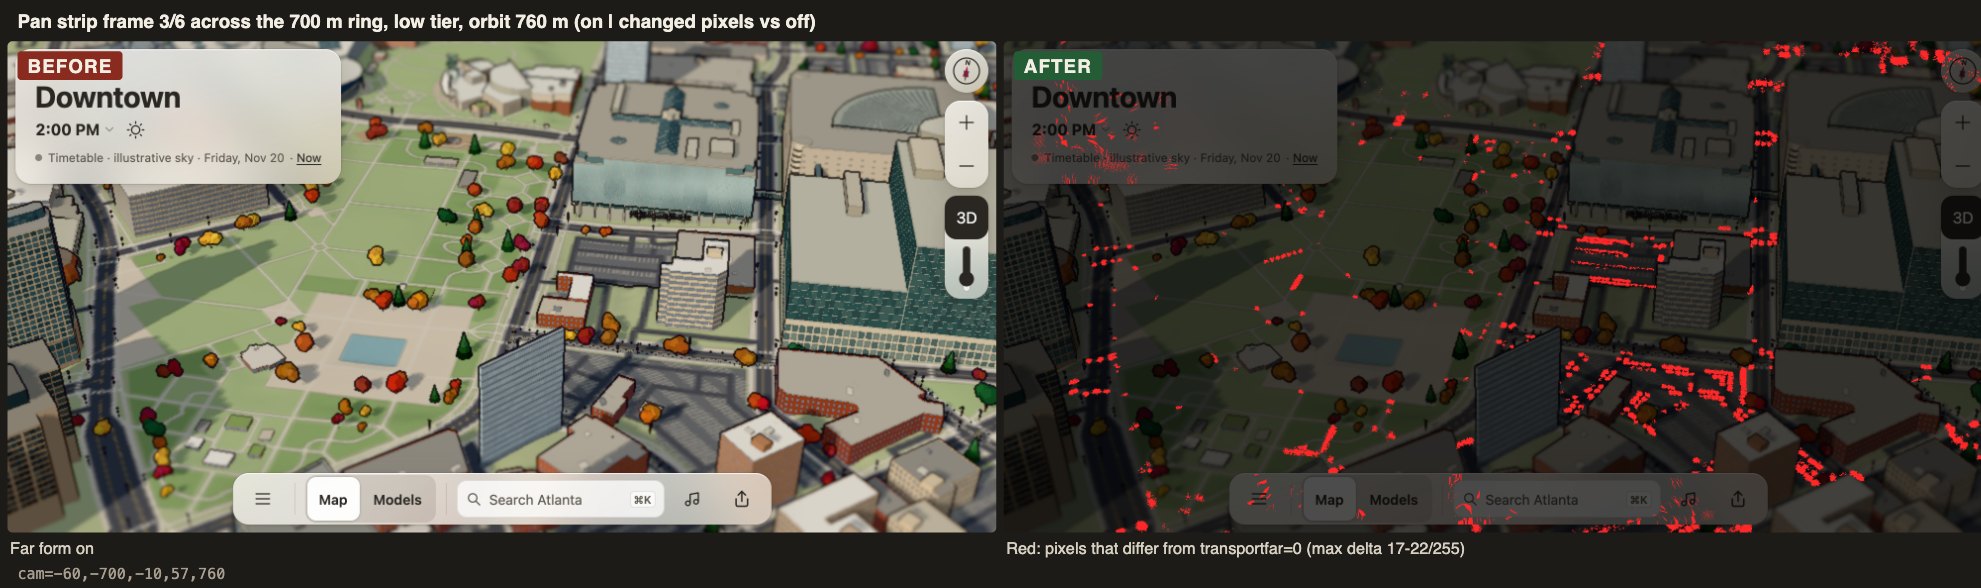 Pan strip frame 3/6 across the 700 m ring, low tier, orbit 760 m (on | changed pixels vs off)
BEFORE
Downtown
2:00 PM
Timetable · illustrative sky · Friday, Nov 20 · Now
N
+
−
3D
Map
Models
Search Atlanta
⌘K
AFTER
Downtown
2:00 PM
Timetable · illustrative sky · Friday, Nov 20 · Now
N
+
−
3D
Map
Models
Search Atlanta
⌘K
Far form on
cam=−60,−700,−10,57,760
Red: pixels that differ from transportfar=0 (max delta 17-22/255)